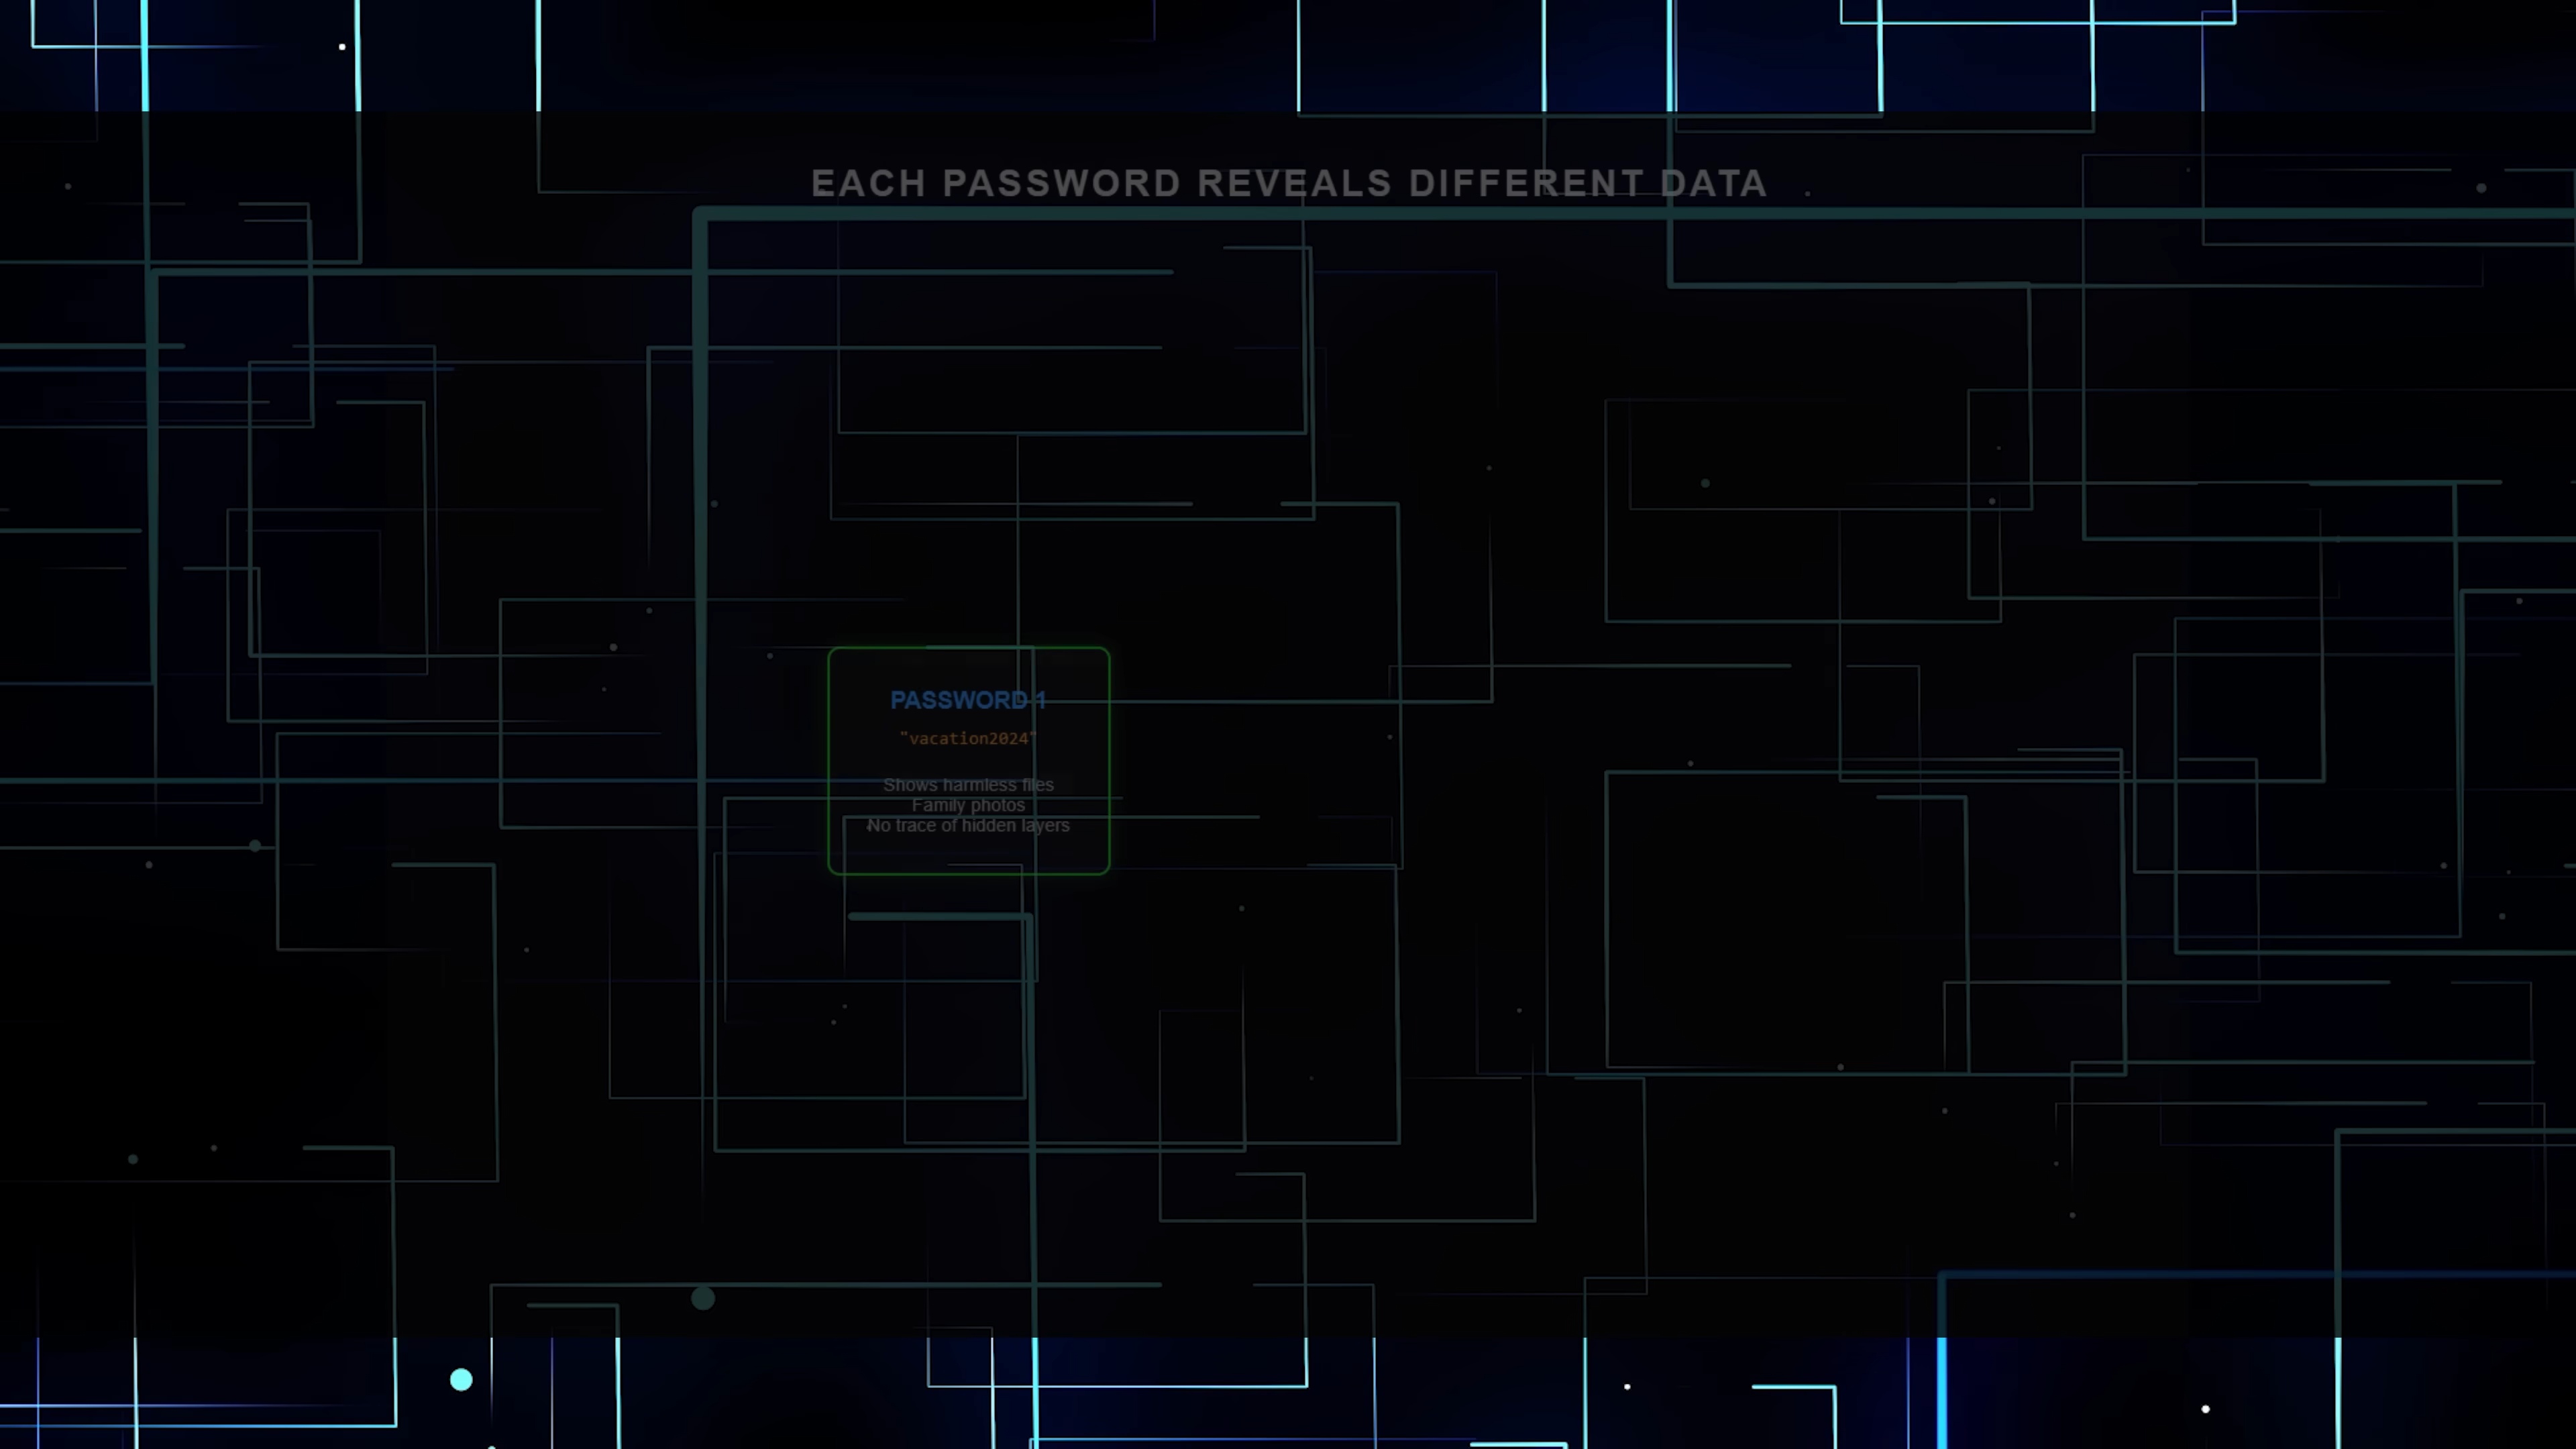 EACH PASSWORD REVEALS DIFFERENT DATA
PASSWORD 1
"vacation2024"
Shows harmless files
Family photos
No trace of hidden layers